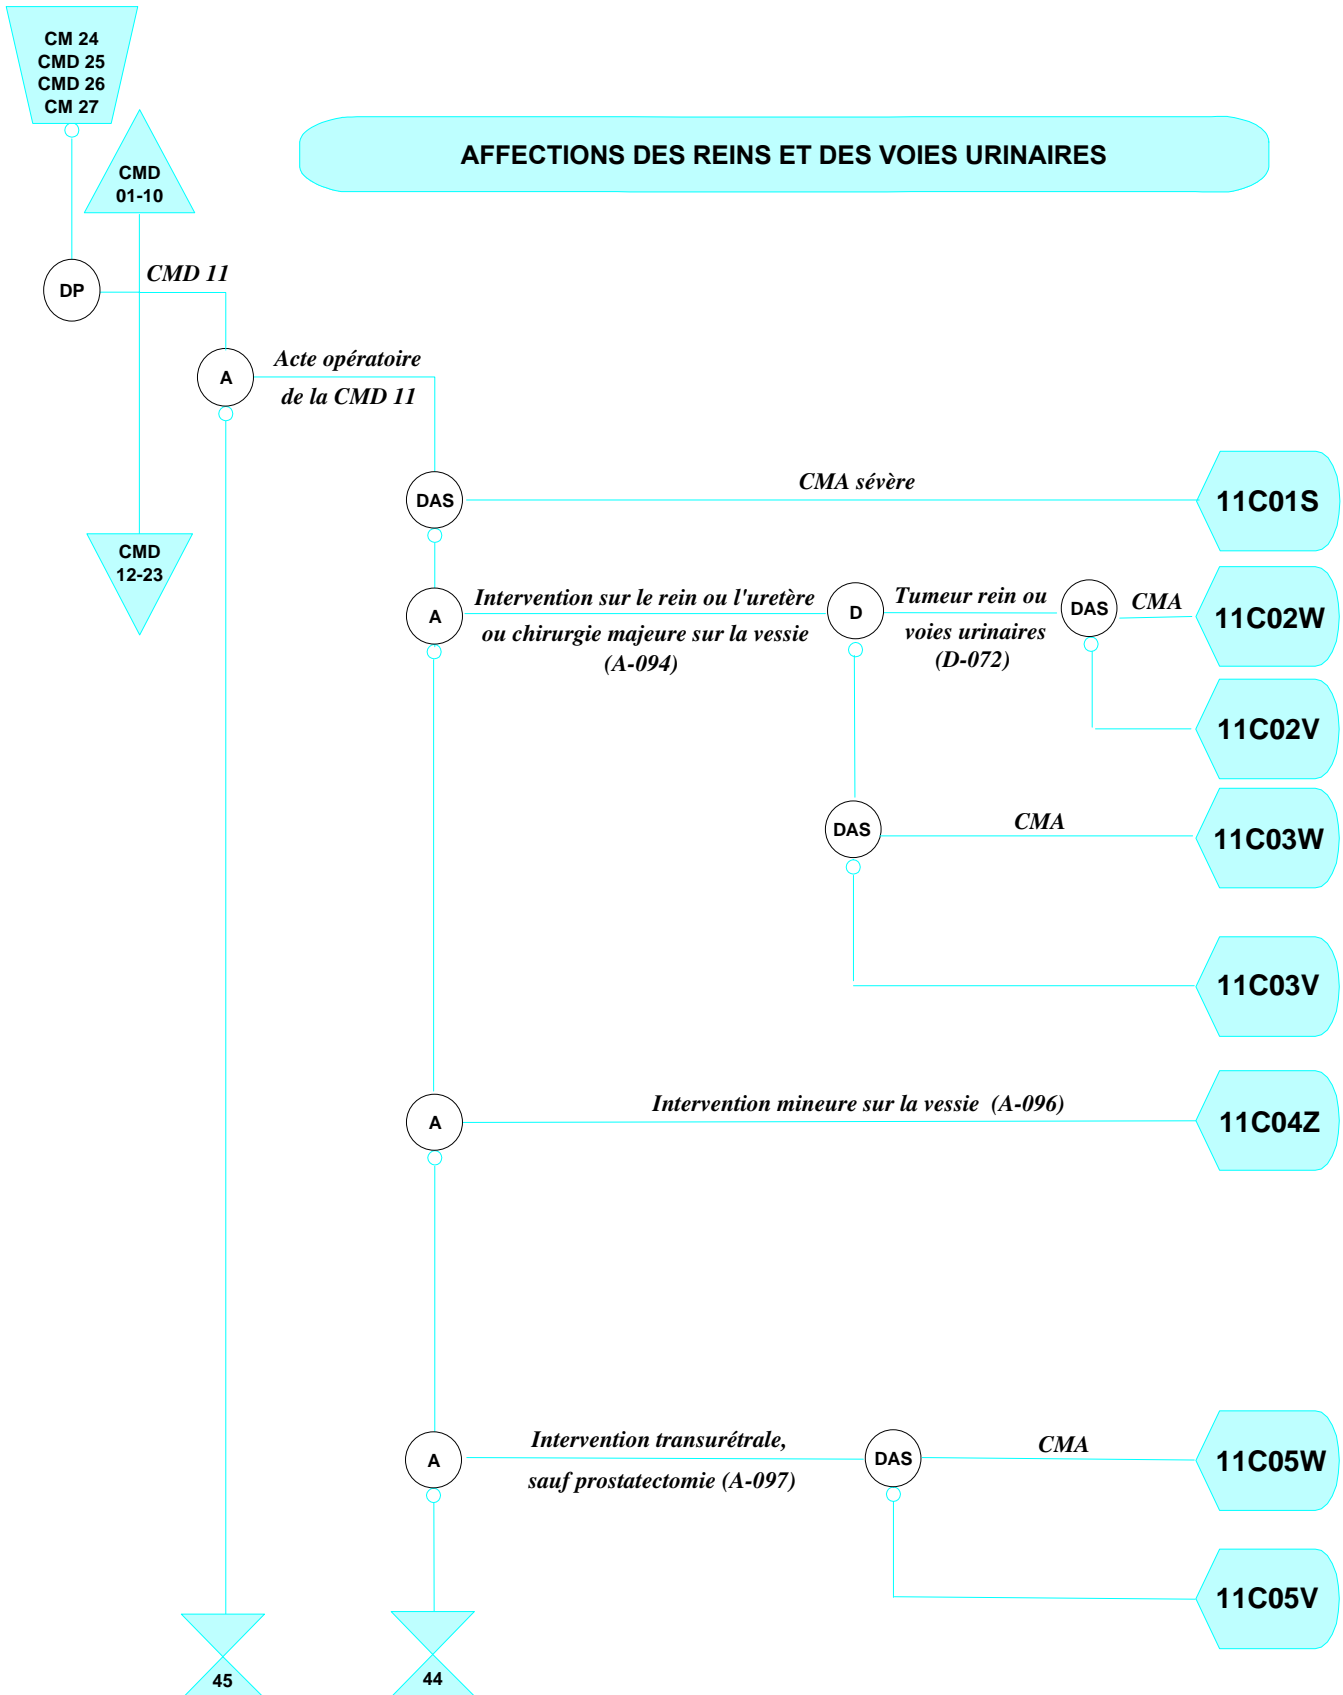 CM 24
CMD 25
CMD 26
CM 27
CMD
01-10
AFFECTIONS DES REINS ET DES VOIES URINAIRES
DP
CMD 11
A
Acte opératoire
de la CMD 11
CMD
12-23
DAS
CMA sévère
11C01S
A
Intervention sur le rein ou l'uretère
ou chirurgie majeure sur la vessie
(A-094)
D
Tumeur rein ou
voies urinaires
(D-072)
DAS
CMA
11C02W
11C02V
DAS
CMA
11C03W
11C03V
A
Intervention mineure sur la vessie (A-096)
11C04Z
A
Intervention transurétrale,
sauf prostatectomie (A-097)
DAS
CMA
11C05W
11C05V
45
44